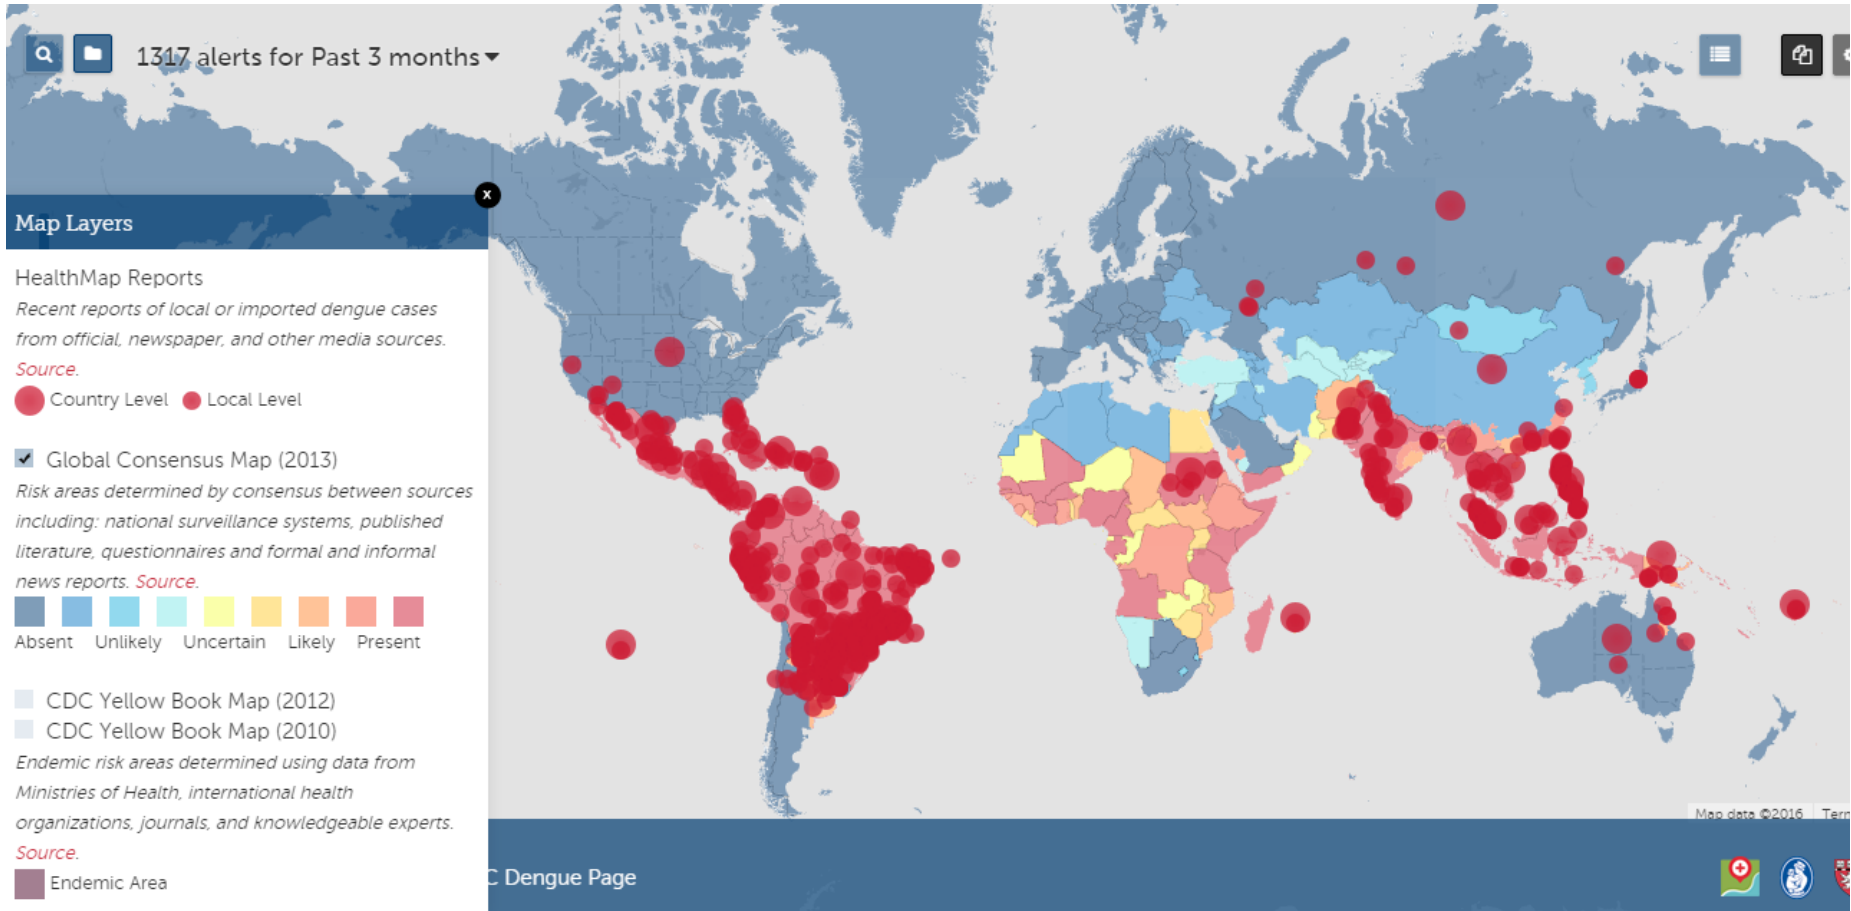 1317 alerts for Past 3 months
x
Map Layers
HealthMap Reports
Recent reports of local or imported dengue cases
from official, newspaper, and other media sources.
Source.
Country Level Local Level
Global Consensus Map (2013)
Risk areas determined by consensus between sources
including: national surveillance systems, published
literature, questionnaires and formal and informal
news reports. Source.
Absent Unlikely Uncertain Likely Present
CDC Yellow Book Map (2012)
CDC Yellow Book Map (2010)
Endemic risk areas determined using data from
Ministries of Health, international health
organizations, journals, and knowledgeable experts.
Source.
Endemic Area
Map data ©2016 Tern
C Dengue Page